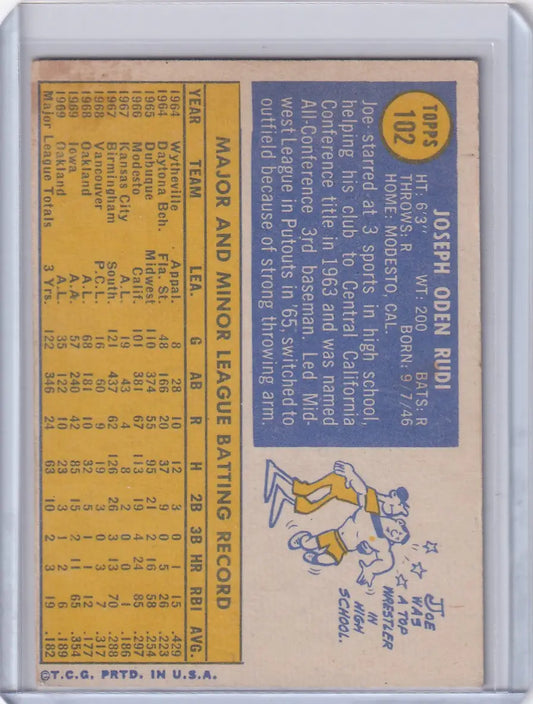 TOPPS
102
JOSEPH ODEN RUDI
HT: 6'3" WT: 200 BATS: R
THROWS: R BORN: 9/7/46
HOME: MODESTO, CAL.
Joe starred at 3 sports in high school,
helping his club to Central California
Conference title in 1963 and was named
All-Conference 3rd baseman. Led Mid-
west League in Putouts in '65, switched to
outfield because of strong throwing arm.
JOE
WAS
A TOP
WRESTLER
IN
HIGH
SCHOOL.
MAJOR AND MINOR LEAGUE BATTING RECORD
YEAR TEAM LEA. G AB R H 2B 3B HR RBI AVG.
1964 Wytheville Appal. 8 28 10 12 3 0 1 15 .429
1964 Daytona Bch. Fla. St. 48 166 20 37 9 0 5 26 .223
1965 Dubuque Midwest 110 374 55 95 21 2 16 58 .254
1966 Modesto Calif. 101 381 67 113 19 4 24 85 .297
1967 Kansas City A.L. 19 43 4 8 2 0 0 1 .186
1967 Birmingham South. 121 437 62 126 26 13 70 .288
1968 Vancouver P.C.L. 16 60 9 19 3 0 3 7 .317
1968 Oakland A.L. 68 181 10 32 5 1 1 12 .177
1969 Iowa A.A. 57 240 42 85 15 11 65 .354
1969 Oakland A.L. 35 122 10 23 3 1 2 6 .189
Major League Totals 3 Yrs. 122 346 24 63 10 2 3 19 .182
©T.C.G. PRTD. IN U.S.A.